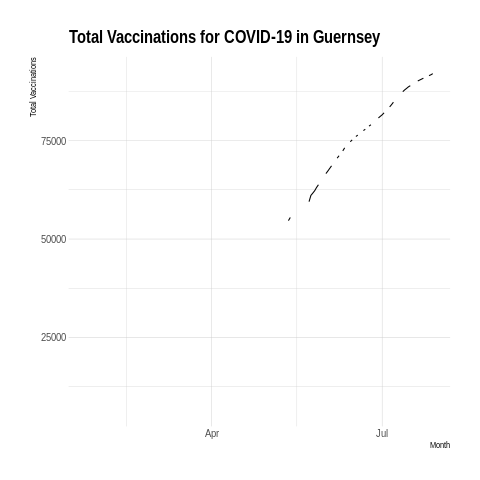 Total Vaccinations for COVID-19 in Guernsey
Total Vaccinations
75000
50000
25000
Apr
Jul
Month